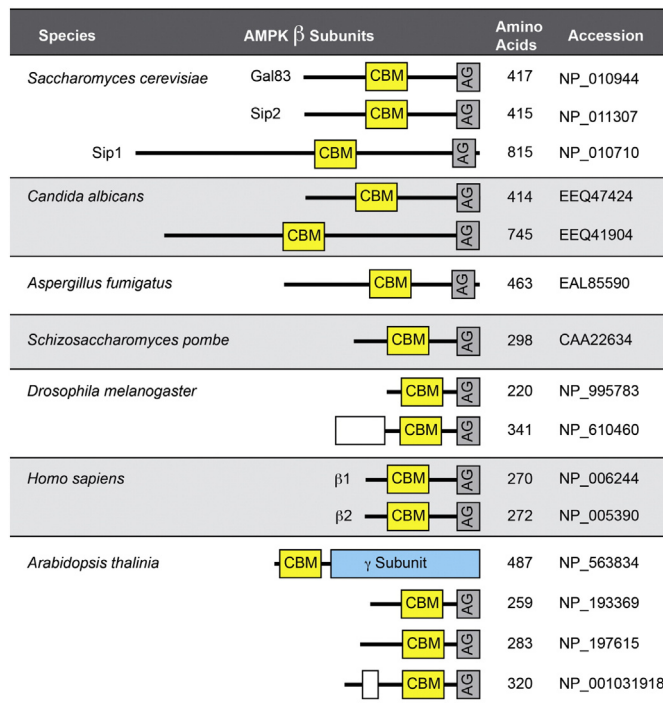 Species AMPK β Subunits Amino Acids Accession
Saccharomyces cerevisiae Gal83 CBM AG 417 NP_010944
Sip2 CBM AG 415 NP_011307
Sip1 CBM AG 815 NP_010710
Candida albicans CBM AG 414 EEQ47424
CBM AG 745 EEQ41904
Aspergillus fumigatus CBM AG 463 EAL85590
Schizosaccharomyces pombe CBM AG 298 CAA22634
Drosophila melanogaster CBM AG 220 NP_995783
CBM AG 341 NP_610460
Homo sapiens β1 CBM AG 270 NP_006244
β2 CBM AG 272 NP_005390
Arabidopsis thalinia CBM γ Subunit 487 NP_563834
CBM AG 259 NP_193369
CBM AG 283 NP_197615
CBM AG 320 NP_001031918